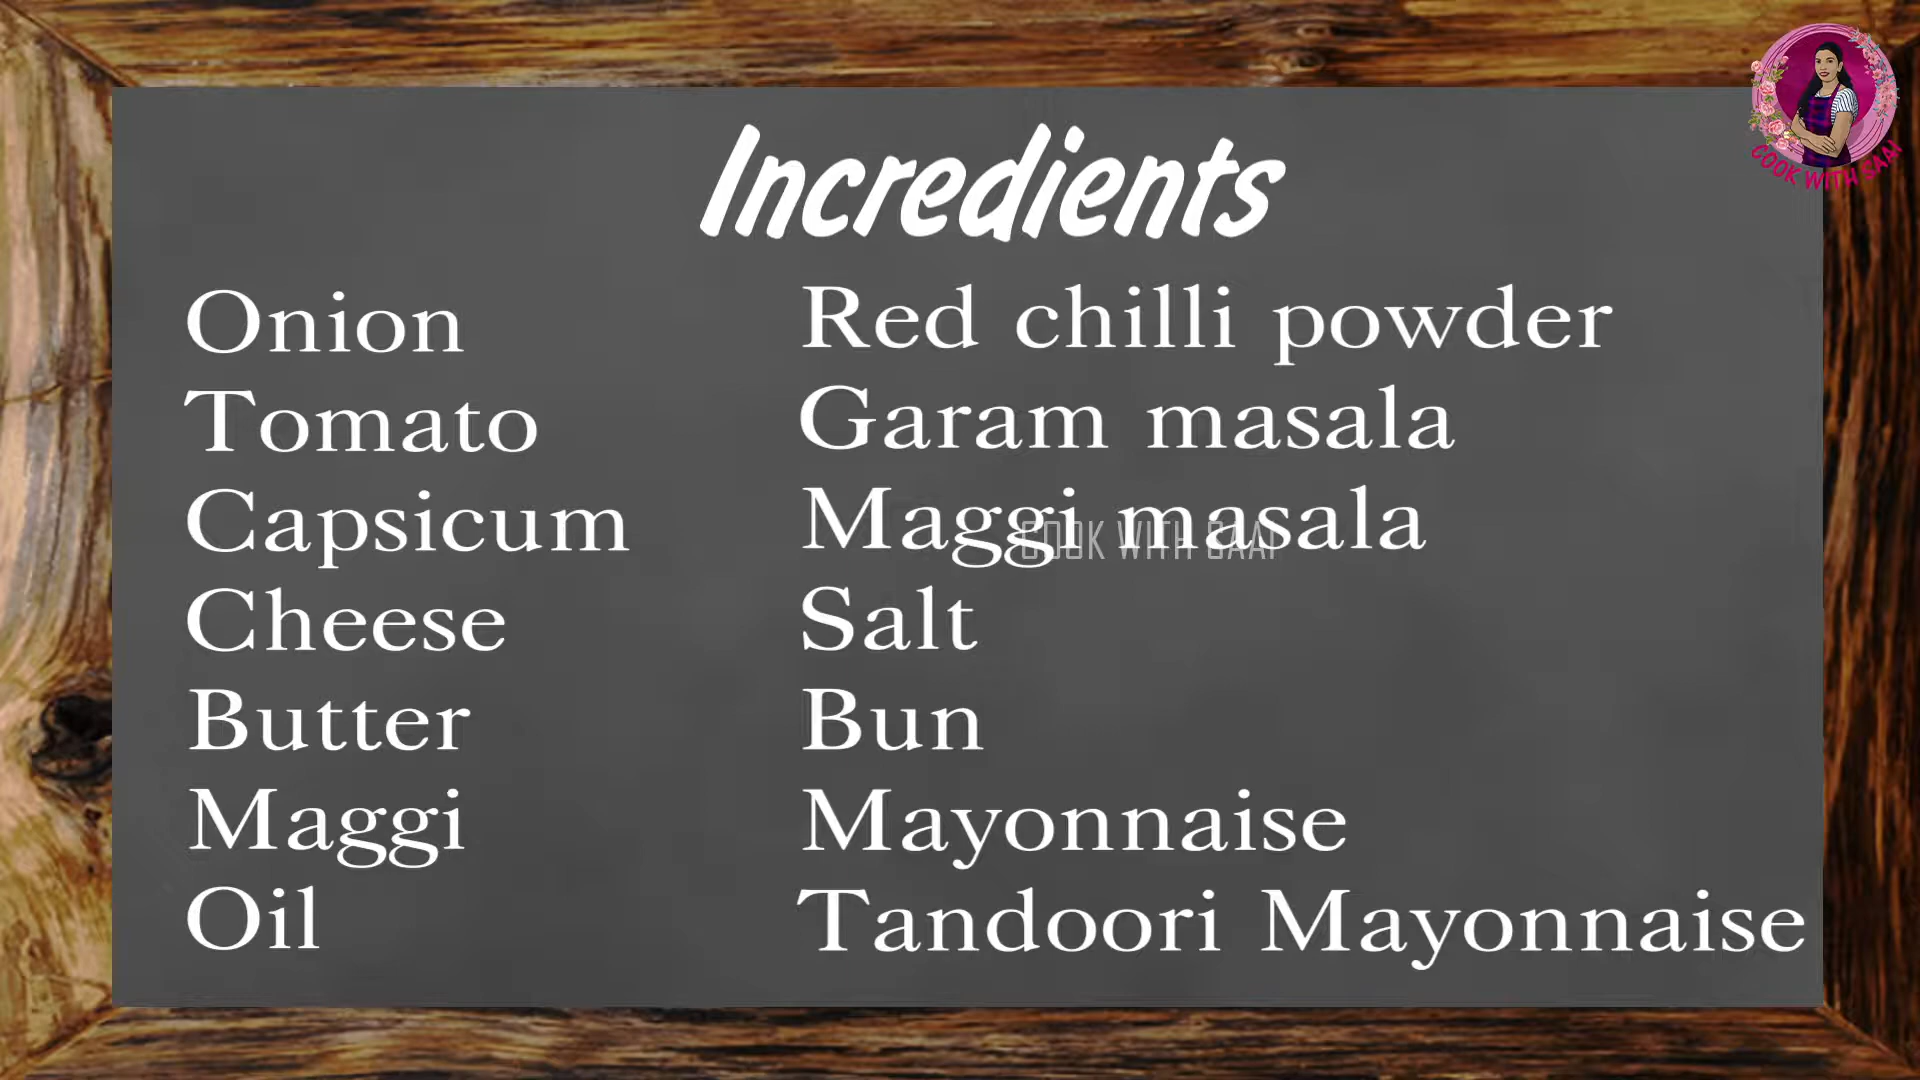 Incredients
Onion
Tomato
Capsicum
Cheese
Butter
Maggi
Oil
Red chilli powder
Garam masala
Maggi masala
Salt
Bun
Mayonnaise
Tandoori Mayonnaise
COOK WITH SAAI
COOK WITH SAAI